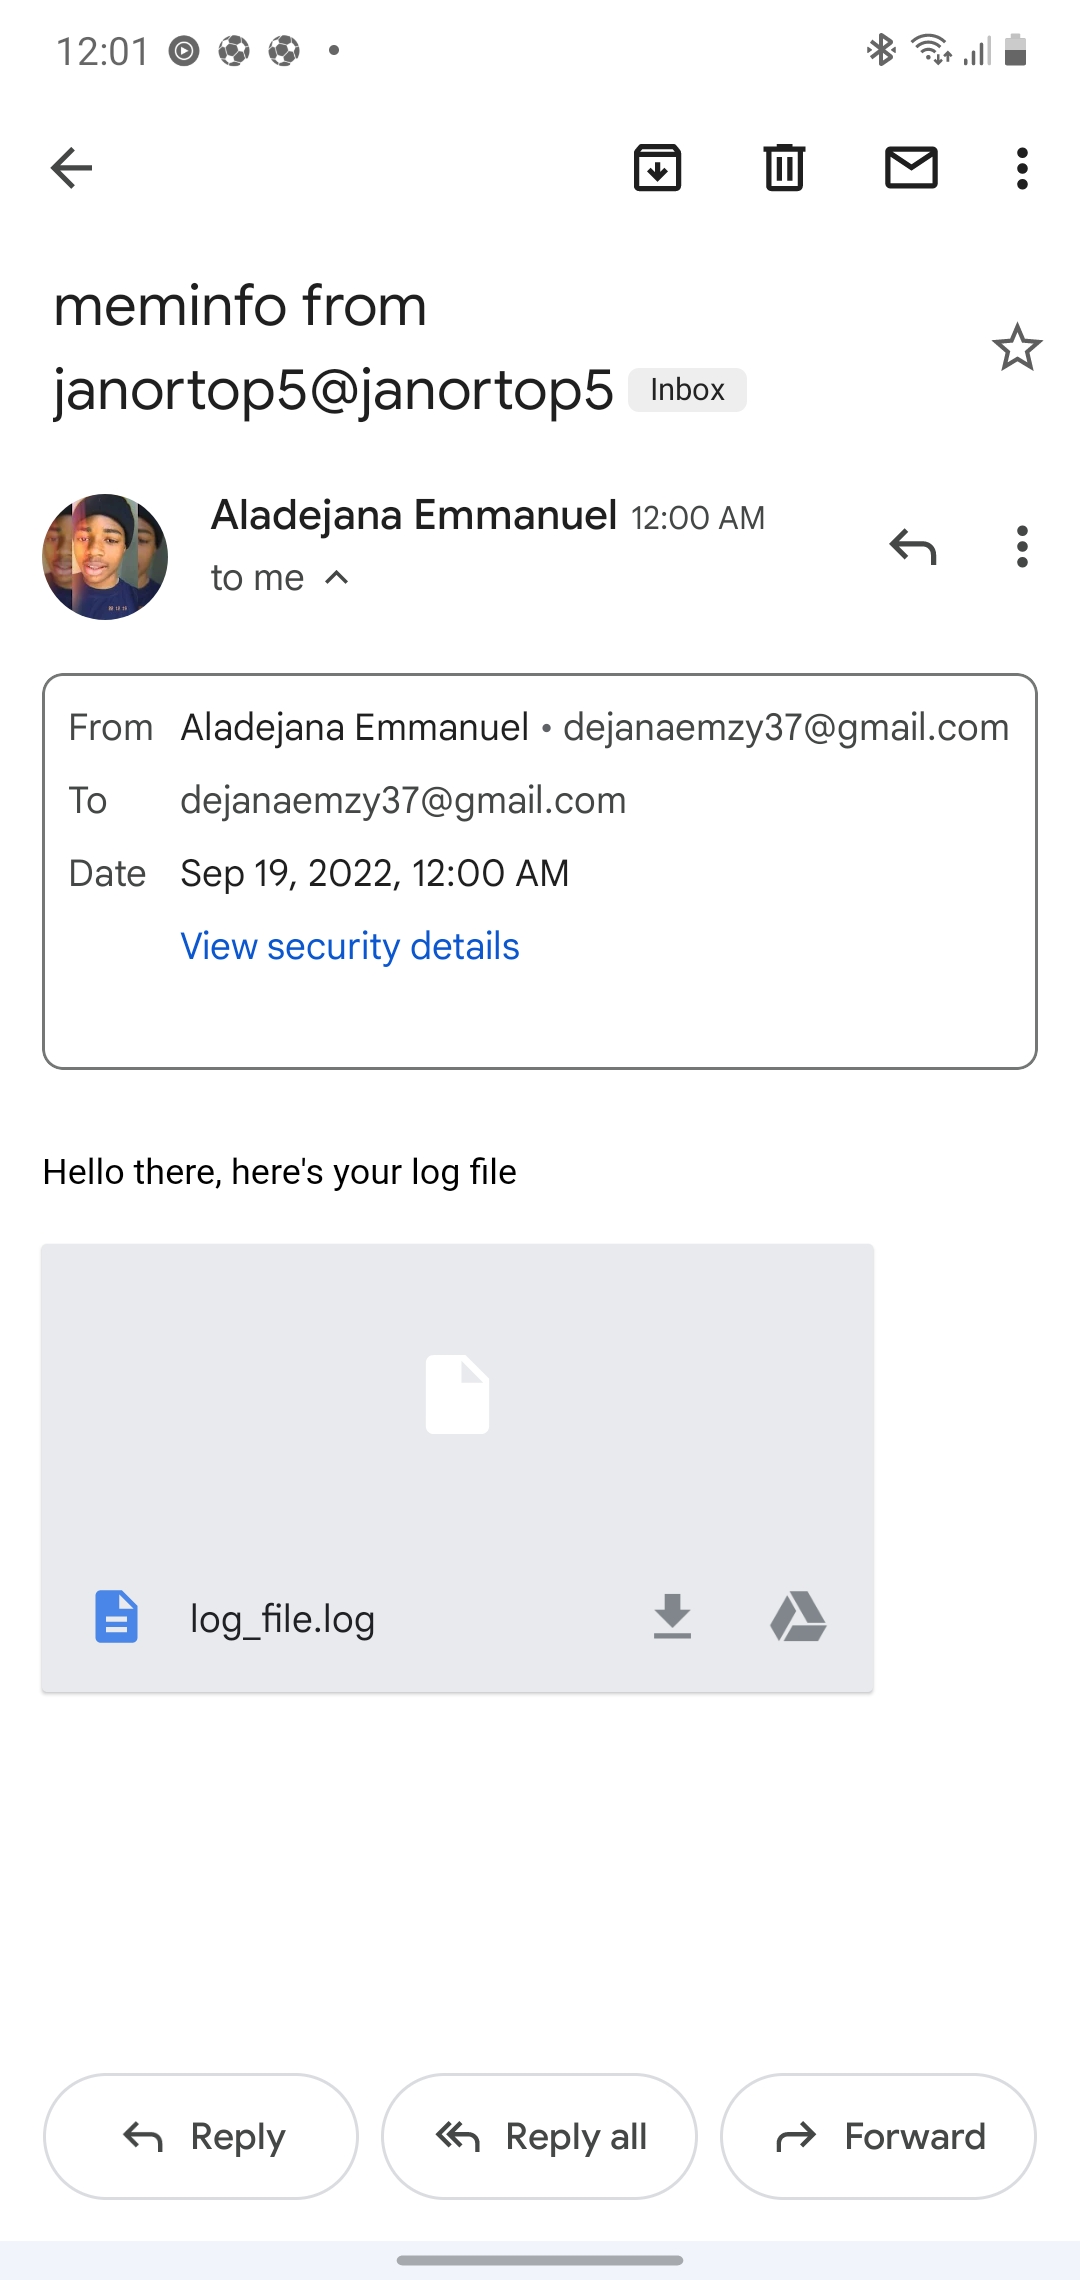 12:01
meminfo from
janortop5@janortop5 Inbox
Aladejana Emmanuel 12:00 AM
to me
From Aladejana Emmanuel • dejanaemzy37@gmail.com
To dejanaemzy37@gmail.com
Date Sep 19, 2022, 12:00 AM
View security details
Hello there, here's your log file
log_file.log
Reply Reply all Forward